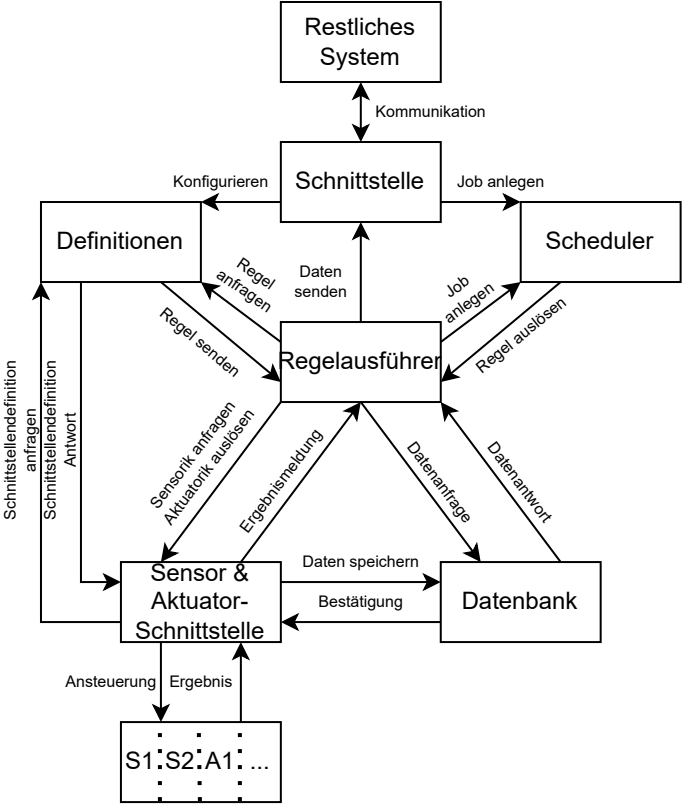 Restliches
System
Kommunikation
Schnittstelle
Konfigurieren
Job anlegen
Definitionen
Scheduler
Daten
senden
Regel
anfragen
Job
anlegen
Regel senden
Regel auslösen
Regelausführer
Schnittstellendefinition
anfragen
Schnittstellendefinition
Antwort
Sensorik anfragen
Aktuatorik auslösen
Ergebnismeldung
Datenanfrage
Datenantwort
Sensor &
Aktuator-
Schnittstelle
Daten speichern
Bestätigung
Datenbank
Ansteuerung
Ergebnis
S1 S2 A1 ...